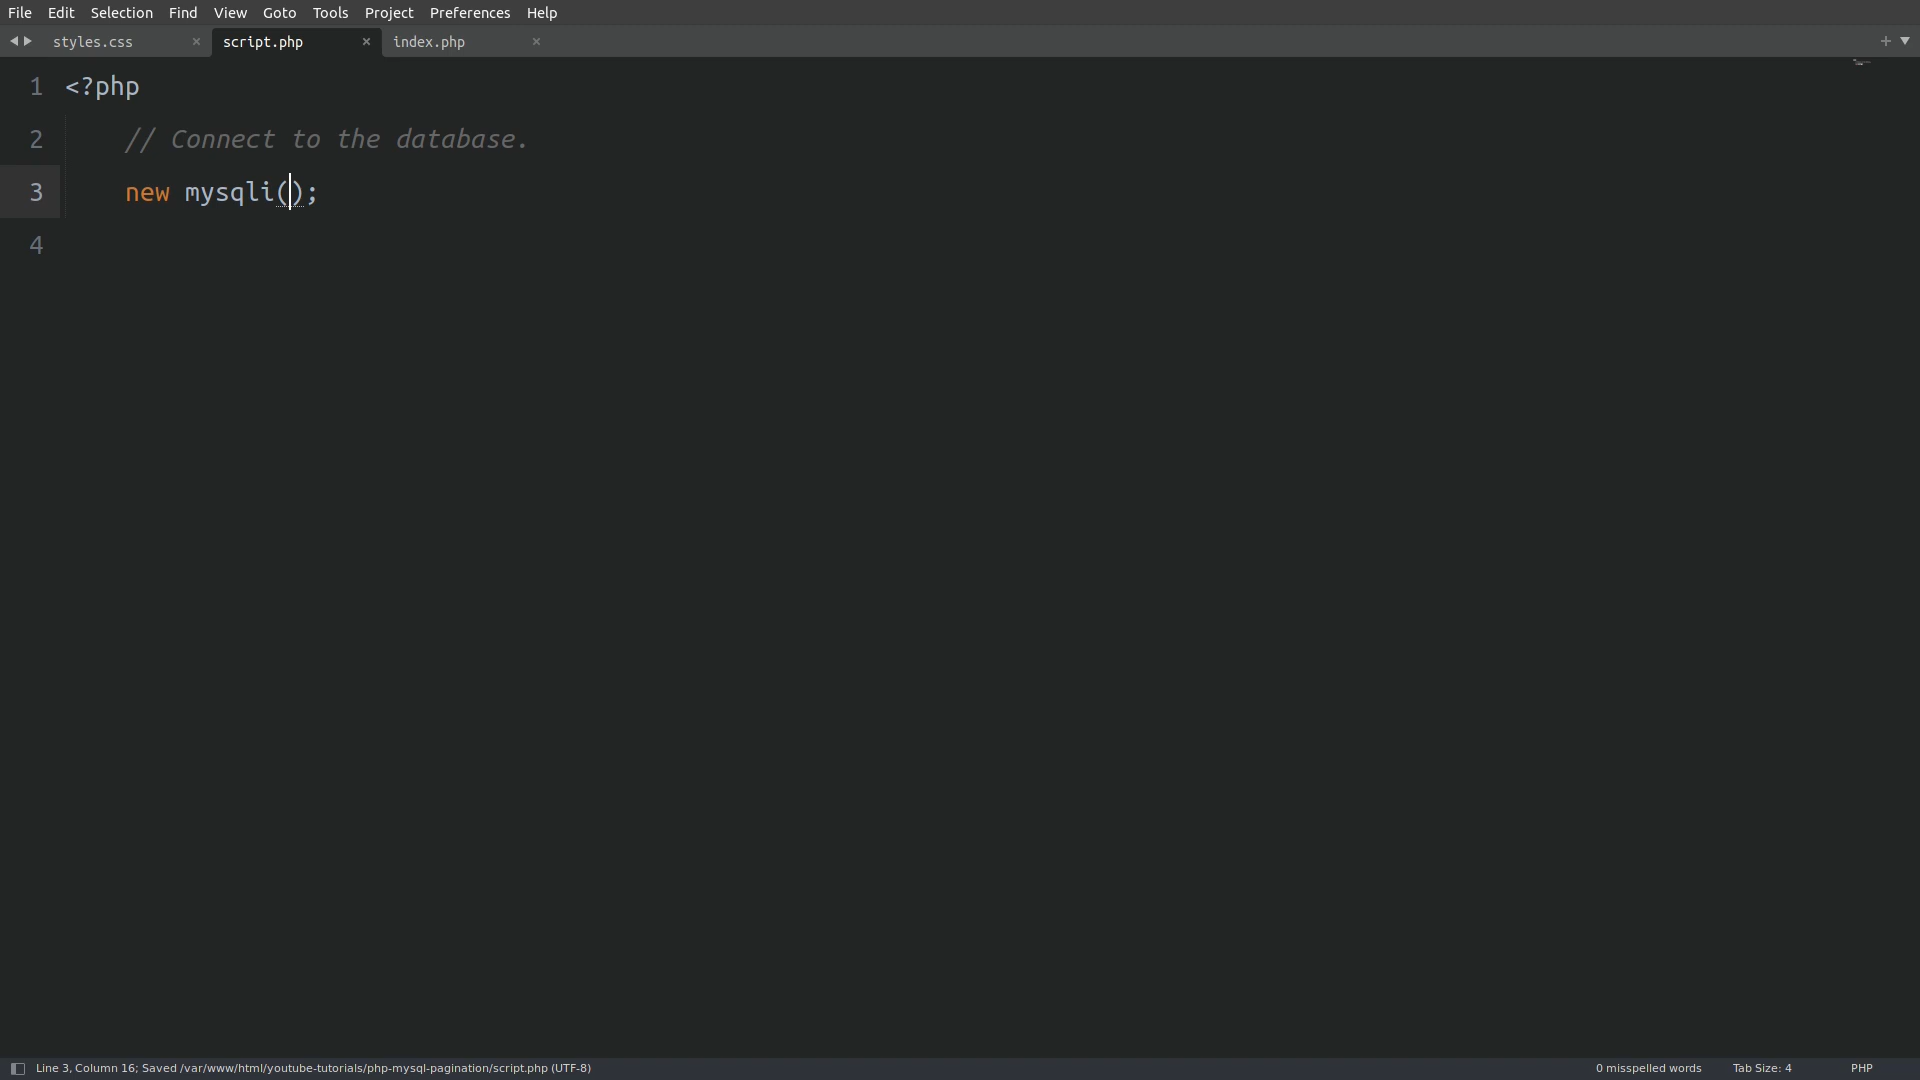 File Edit Selection Find View Goto Tools Project Preferences Help
styles.css × script.php × index.php ×
1 <?php
2 // Connect to the database.
3 new mysqli();
4
Line 3, Column 16; Saved /var/www/html/youtube-tutorials/php-mysql-pagination/script.php (UTF-8) 0 misspelled words Tab Size: 4 PHP